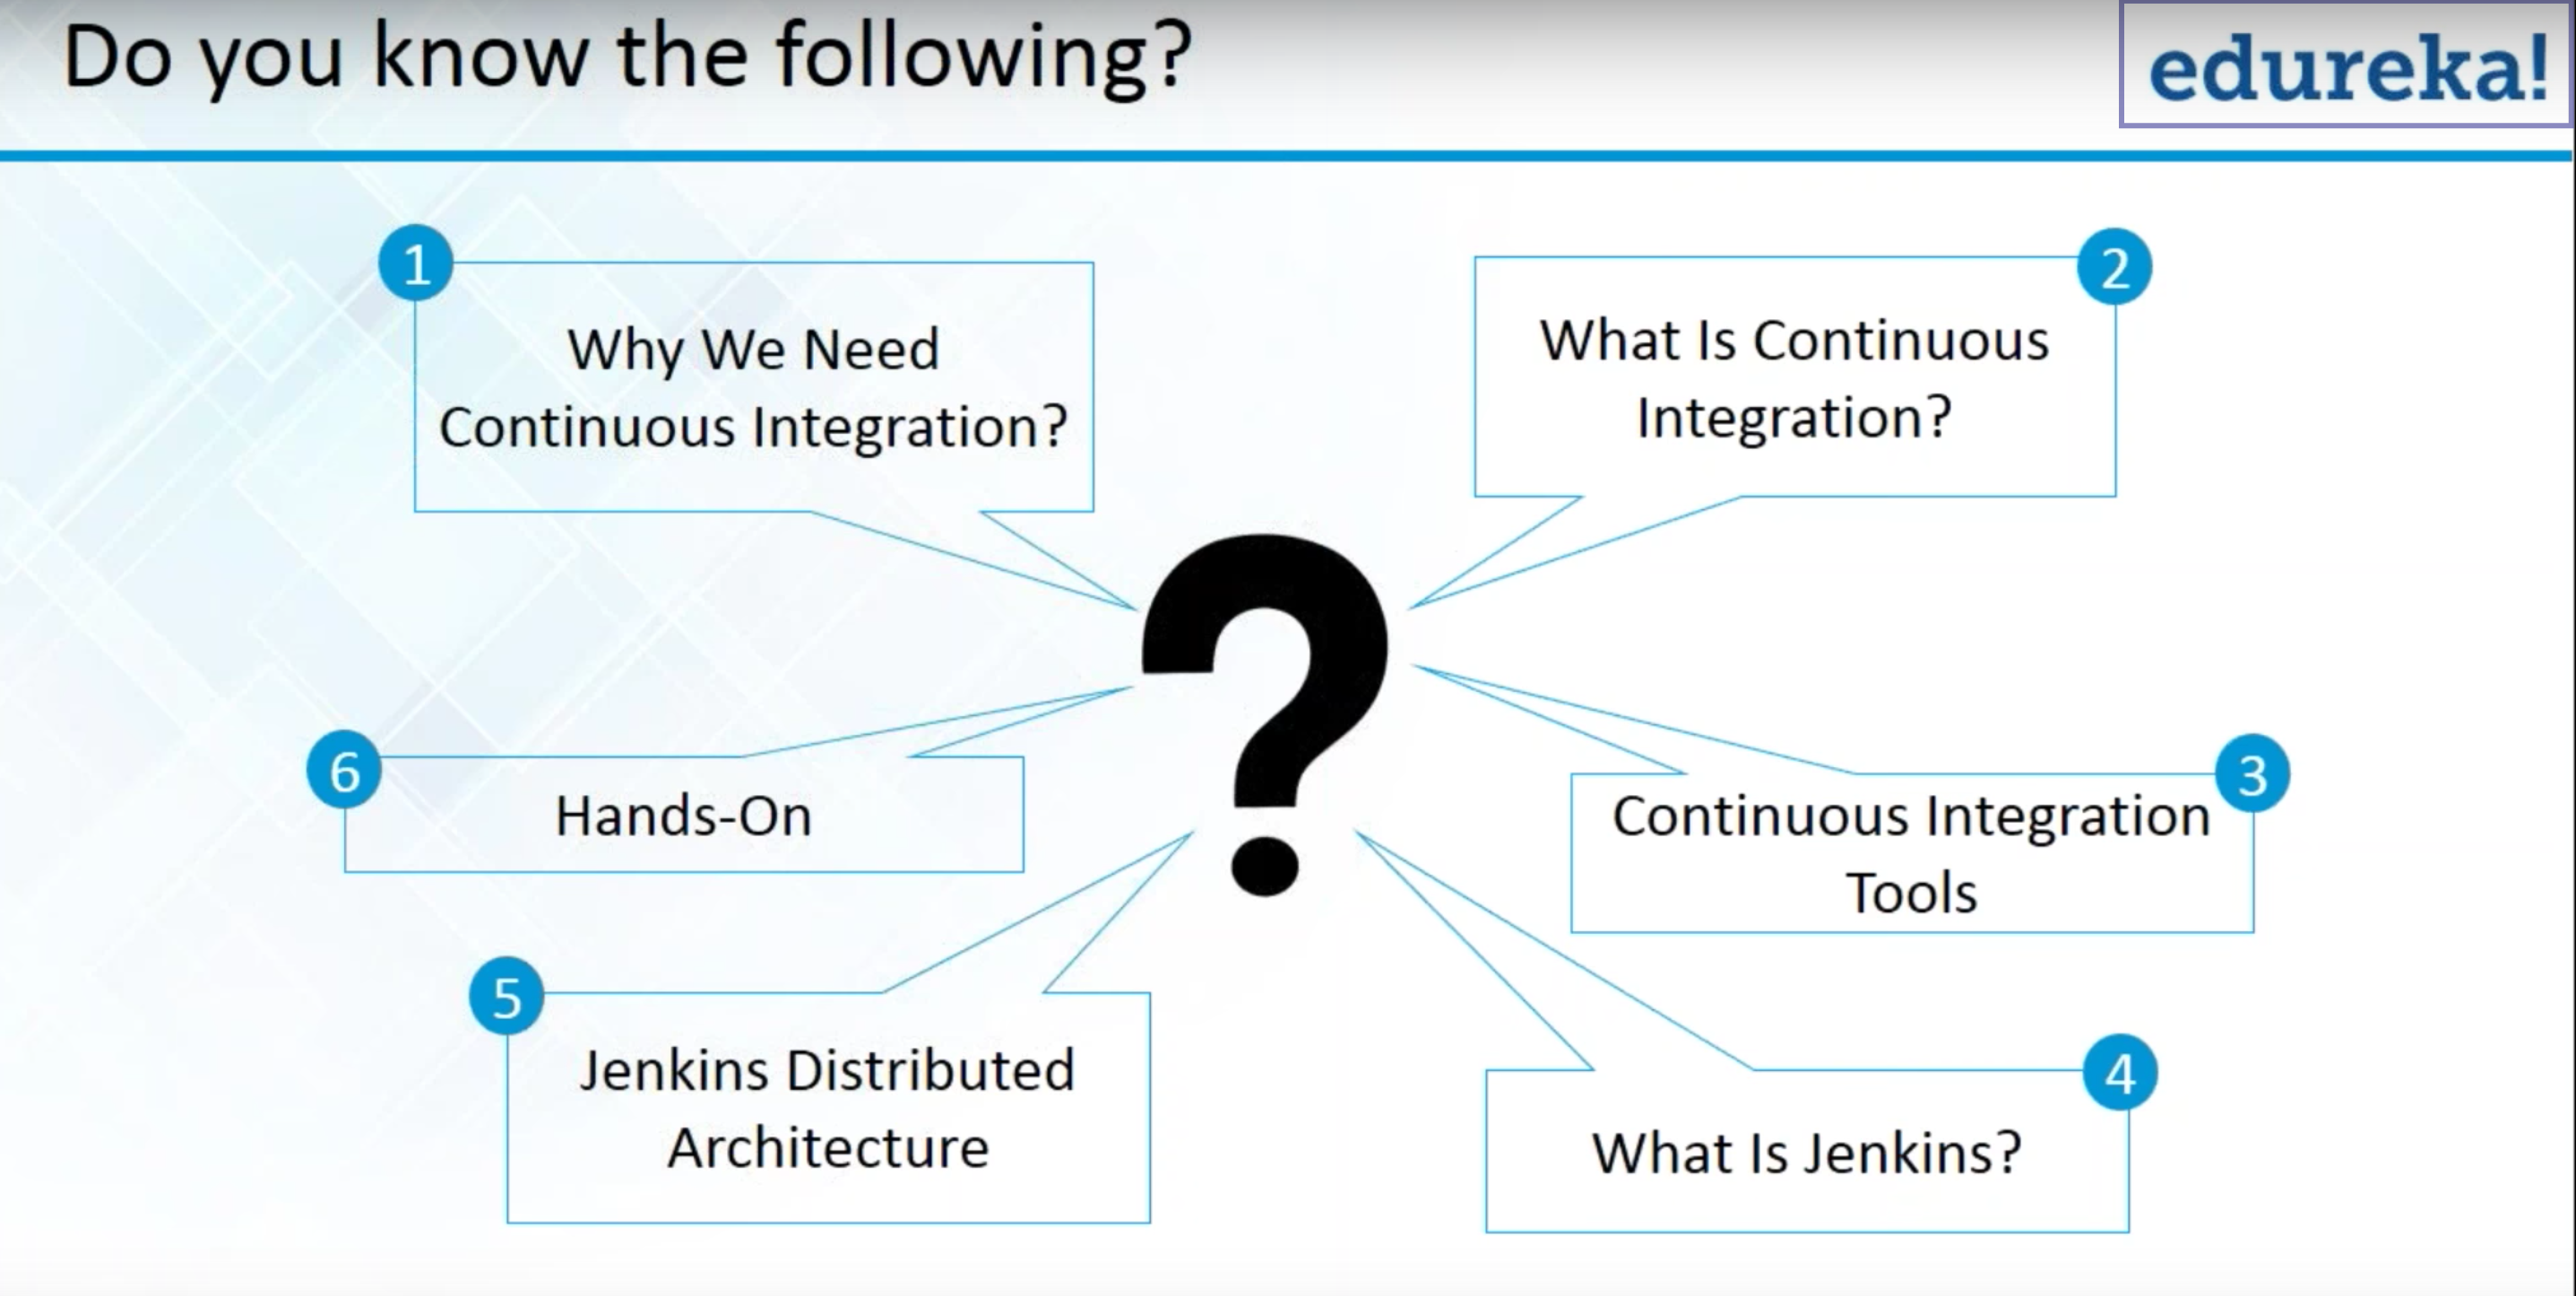 Do you know the following?
edureka!
1
Why We Need
Continuous Integration?
2
What Is Continuous
Integration?
3
Continuous Integration
Tools
4
What Is Jenkins?
5
Jenkins Distributed
Architecture
6
Hands-On
?